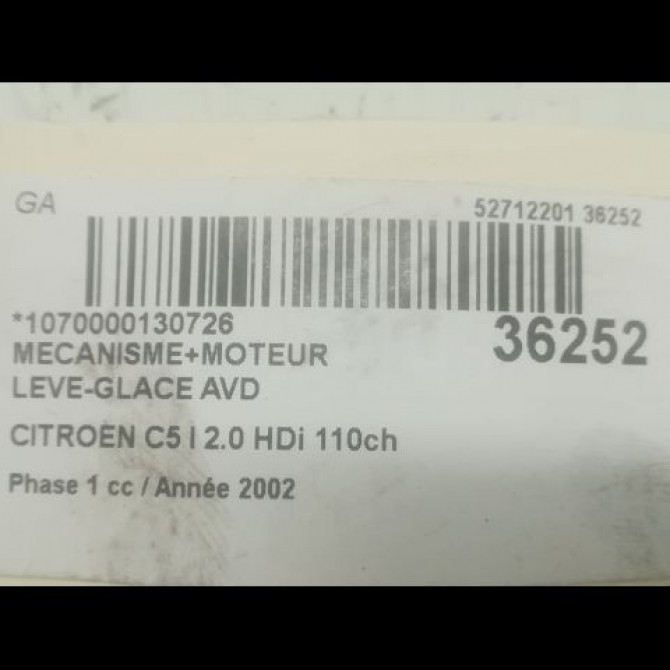 GA
52712201 36252
*1070000130726
36252
MECANISME+MOTEUR
LEVE-GLACE AVD
CITROEN C5 I 2.0 HDi 110ch
Phase 1 cc / Année 2002